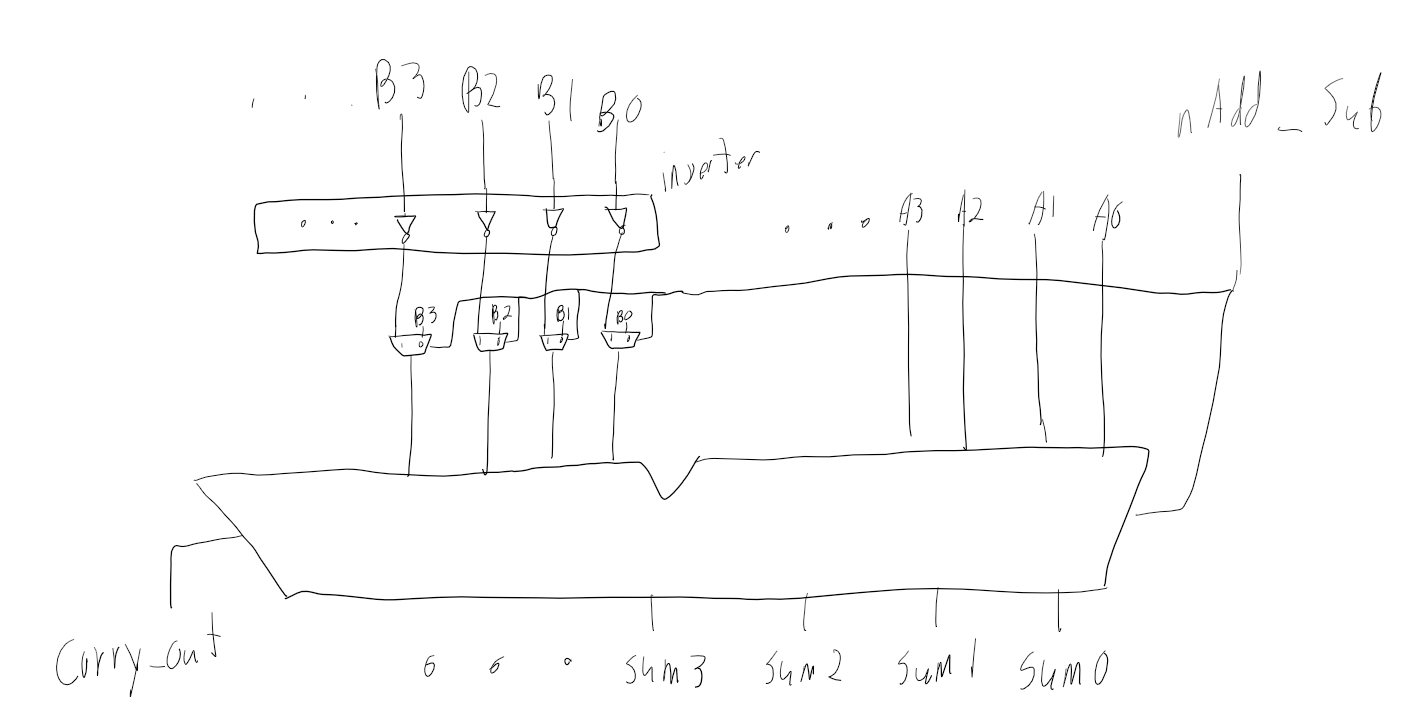 B3 B2 B1 B0
nAdd_Sub
inverter
A3 A2 A1 A0
B3 B2 B1 B0
1 0 1 0 1 0 1 0
Carry_out
Sum3 Sum2 Sum1 Sum0